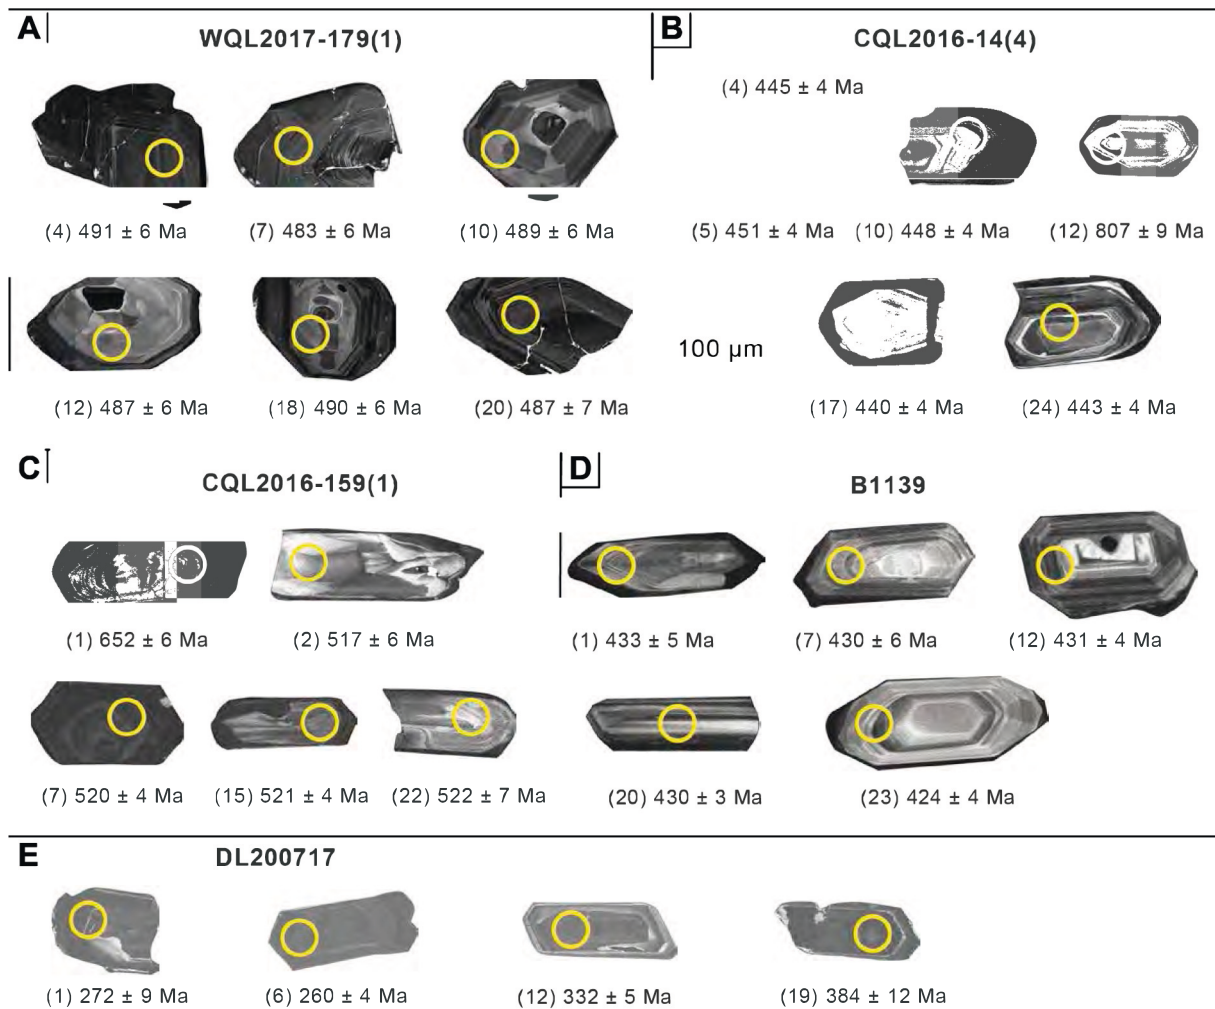 A
WQL2017-179(1)
B
CQL2016-14(4)
(4) 445 ± 4 Ma
(4) 491 ± 6 Ma (7) 483 ± 6 Ma (10) 489 ± 6 Ma
(5) 451 ± 4 Ma (10) 448 ± 4 Ma (12) 807 ± 9 Ma
100 µm
(12) 487 ± 6 Ma (18) 490 ± 6 Ma (20) 487 ± 7 Ma
(17) 440 ± 4 Ma (24) 443 ± 4 Ma
C
CQL2016-159(1)
D
B1139
(1) 652 ± 6 Ma (2) 517 ± 6 Ma
(1) 433 ± 5 Ma (7) 430 ± 6 Ma (12) 431 ± 4 Ma
(7) 520 ± 4 Ma (15) 521 ± 4 Ma (22) 522 ± 7 Ma
(20) 430 ± 3 Ma (23) 424 ± 4 Ma
E
DL200717
(1) 272 ± 9 Ma (6) 260 ± 4 Ma (12) 332 ± 5 Ma (19) 384 ± 12 Ma